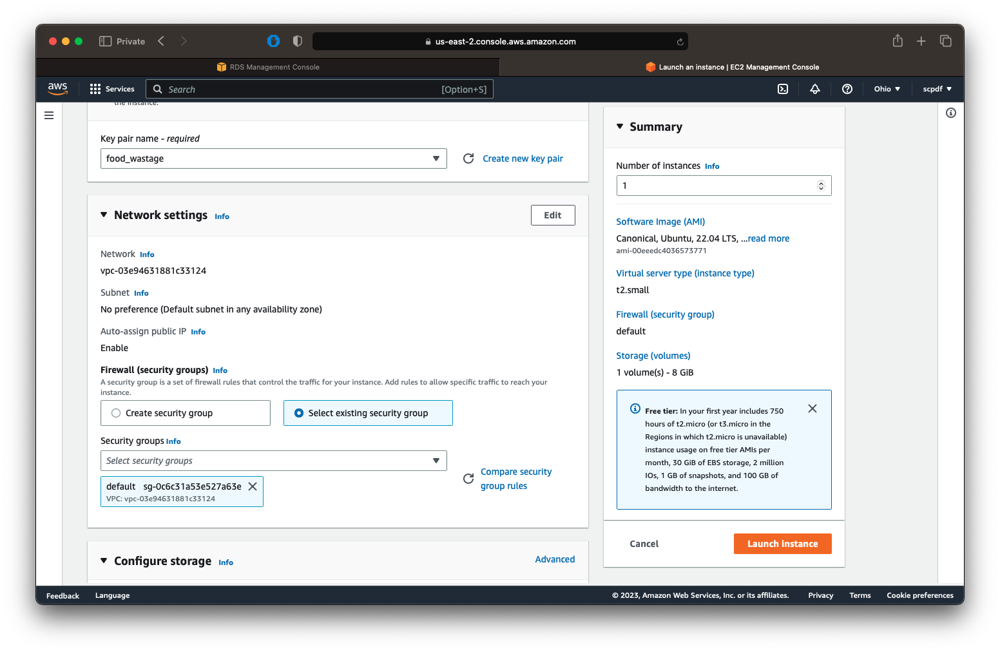 Private
us-east-2.console.aws.amazon.com
RDS Management Console
Launch an instance | EC2 Management Console
aws
Services
Search
[Option+S]
Ohio
scpdf
the instance.
Key pair name - required
food_wastage
Create new key pair
Network settings Info
Edit
Network Info
vpc-03e94631881c33124
Subnet Info
No preference (Default subnet in any availability zone)
Auto-assign public IP Info
Enable
Firewall (security groups) Info
A security group is a set of firewall rules that control the traffic for your instance. Add rules to allow specific traffic to reach your
instance.
Create security group
Select existing security group
Security groups Info
Select security groups
Compare security
group rules
default sg-0c6c31a53e527a63e
VPC: vpc-03e94631881c33124
Configure storage Info
Advanced
Summary
Number of instances Info
1
Software Image (AMI)
Canonical, Ubuntu, 22.04 LTS, ...read more
ami-00eeedc4036573771
Virtual server type (instance type)
t2.small
Firewall (security group)
default
Storage (volumes)
1 volume(s) - 8 GiB
Free tier: In your first year includes 750
hours of t2.micro (or t3.micro in the
Regions in which t2.micro is unavailable)
instance usage on free tier AMIs per
month, 30 GiB of EBS storage, 2 million
IOs, 1 GB of snapshots, and 100 GB of
bandwidth to the internet.
Cancel
Launch instance
Feedback
Language
© 2023, Amazon Web Services, Inc. or its affiliates.
Privacy
Terms
Cookie preferences